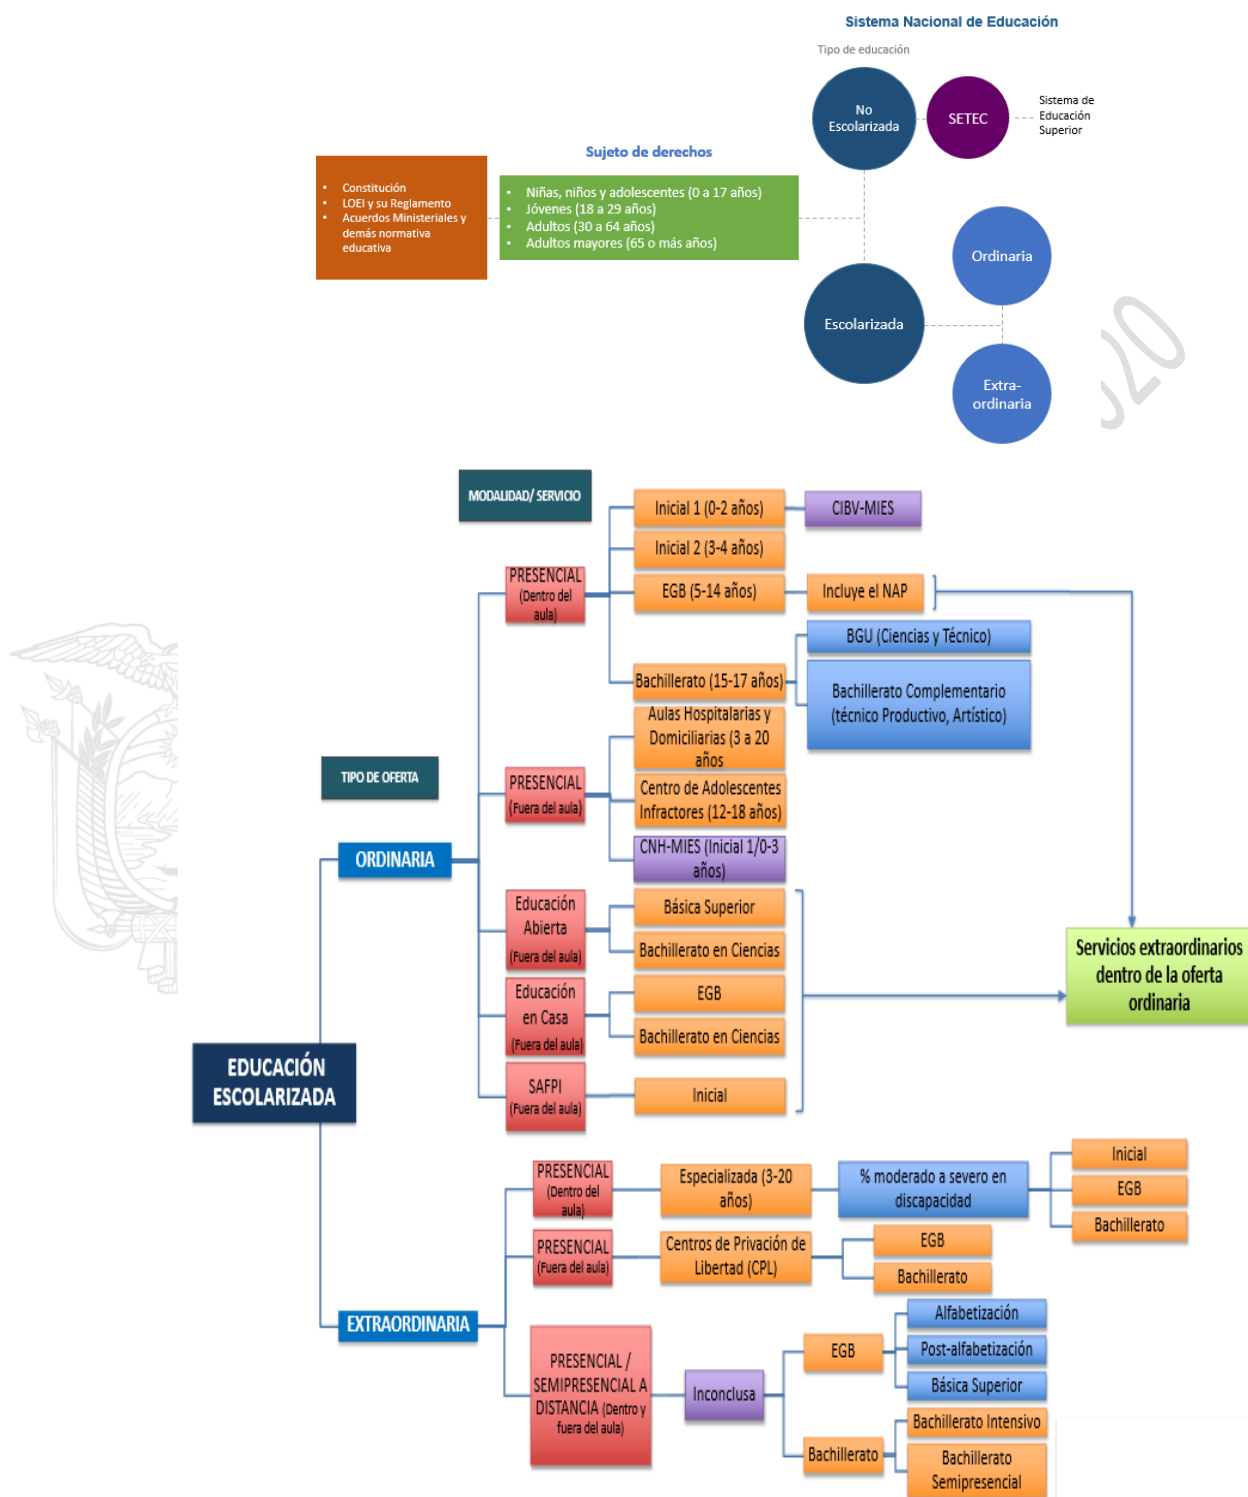 Sistema Nacional de Educación
Tipo de educación
No
Escolarizada
SETEC
Sistema de
Educación
Superior
Sujeto de derechos
• Constitución
• LOEI y su Reglamento
• Acuerdos Ministeriales y
demás normativa
educativa
• Niñas, niños y adolescentes (0 a 17 años)
• Jóvenes (18 a 29 años)
• Adultos (30 a 64 años)
• Adultos mayores (65 o más años)
Ordinaria
Escolarizada
Extra-
ordinaria
20
MODALIDAD/ SERVICIO
Inicial 1 (0-2 años)
CIBV-MIES
Inicial 2 (3-4 años)
PRESENCIAL
(Dentro del
aula)
EGB (5-14 años)
Incluye el NAP
BGU (Ciencias y Técnico)
Bachillerato (15-17 años)
Bachillerato Complementario
(técnico Productivo, Artístico)
Aulas Hospitalarias y
Domiciliarias (3 a 20
años
TIPO DE OFERTA
PRESENCIAL
(Fuera del aula)
Centro de Adolescentes
Infractores (12-18 años)
CNH-MIES (Inicial 1/0-3
años)
ORDINARIA
Educación
Abierta
(Fuera del aula)
Básica Superior
Bachillerato en Ciencias
Servicios extraordinarios
dentro de la oferta
ordinaria
Educación
en Casa
(Fuera del aula)
EGB
Bachillerato en Ciencias
EDUCACIÓN
ESCOLARIZADA
SAFPI
(Fuera del aula)
Inicial
PRESENCIAL
(Dentro del
aula)
Especializada (3-20
años)
% moderado a severo en
discapacidad
Inicial
EGB
Bachillerato
PRESENCIAL
(Fuera del aula)
Centros de Privación de
Libertad (CPL)
EGB
Bachillerato
EXTRAORDINARIA
PRESENCIAL /
SEMIPRESENCIAL A
DISTANCIA (Dentro y
fuera del aula)
Inconclusa
EGB
Alfabetización
Post-alfabetización
Básica Superior
Bachillerato
Bachillerato Intensivo
Bachillerato
Semipresencial